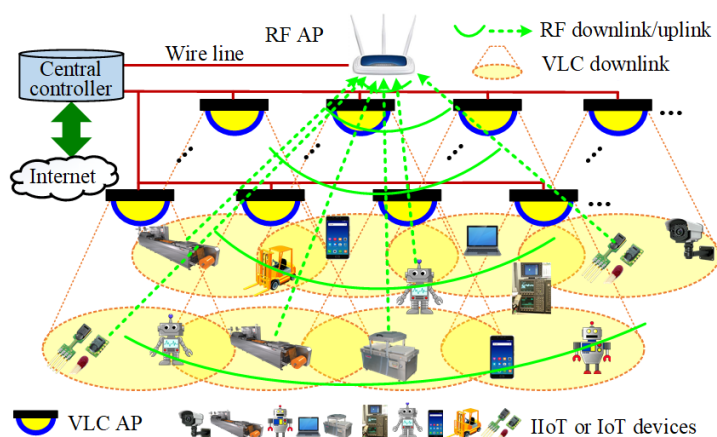 RF AP
RF downlink/uplink
Wire line
VLC downlink
Central
controller
...
...
...
...
Internet
...
...
VLC AP
IIoT or IoT devices